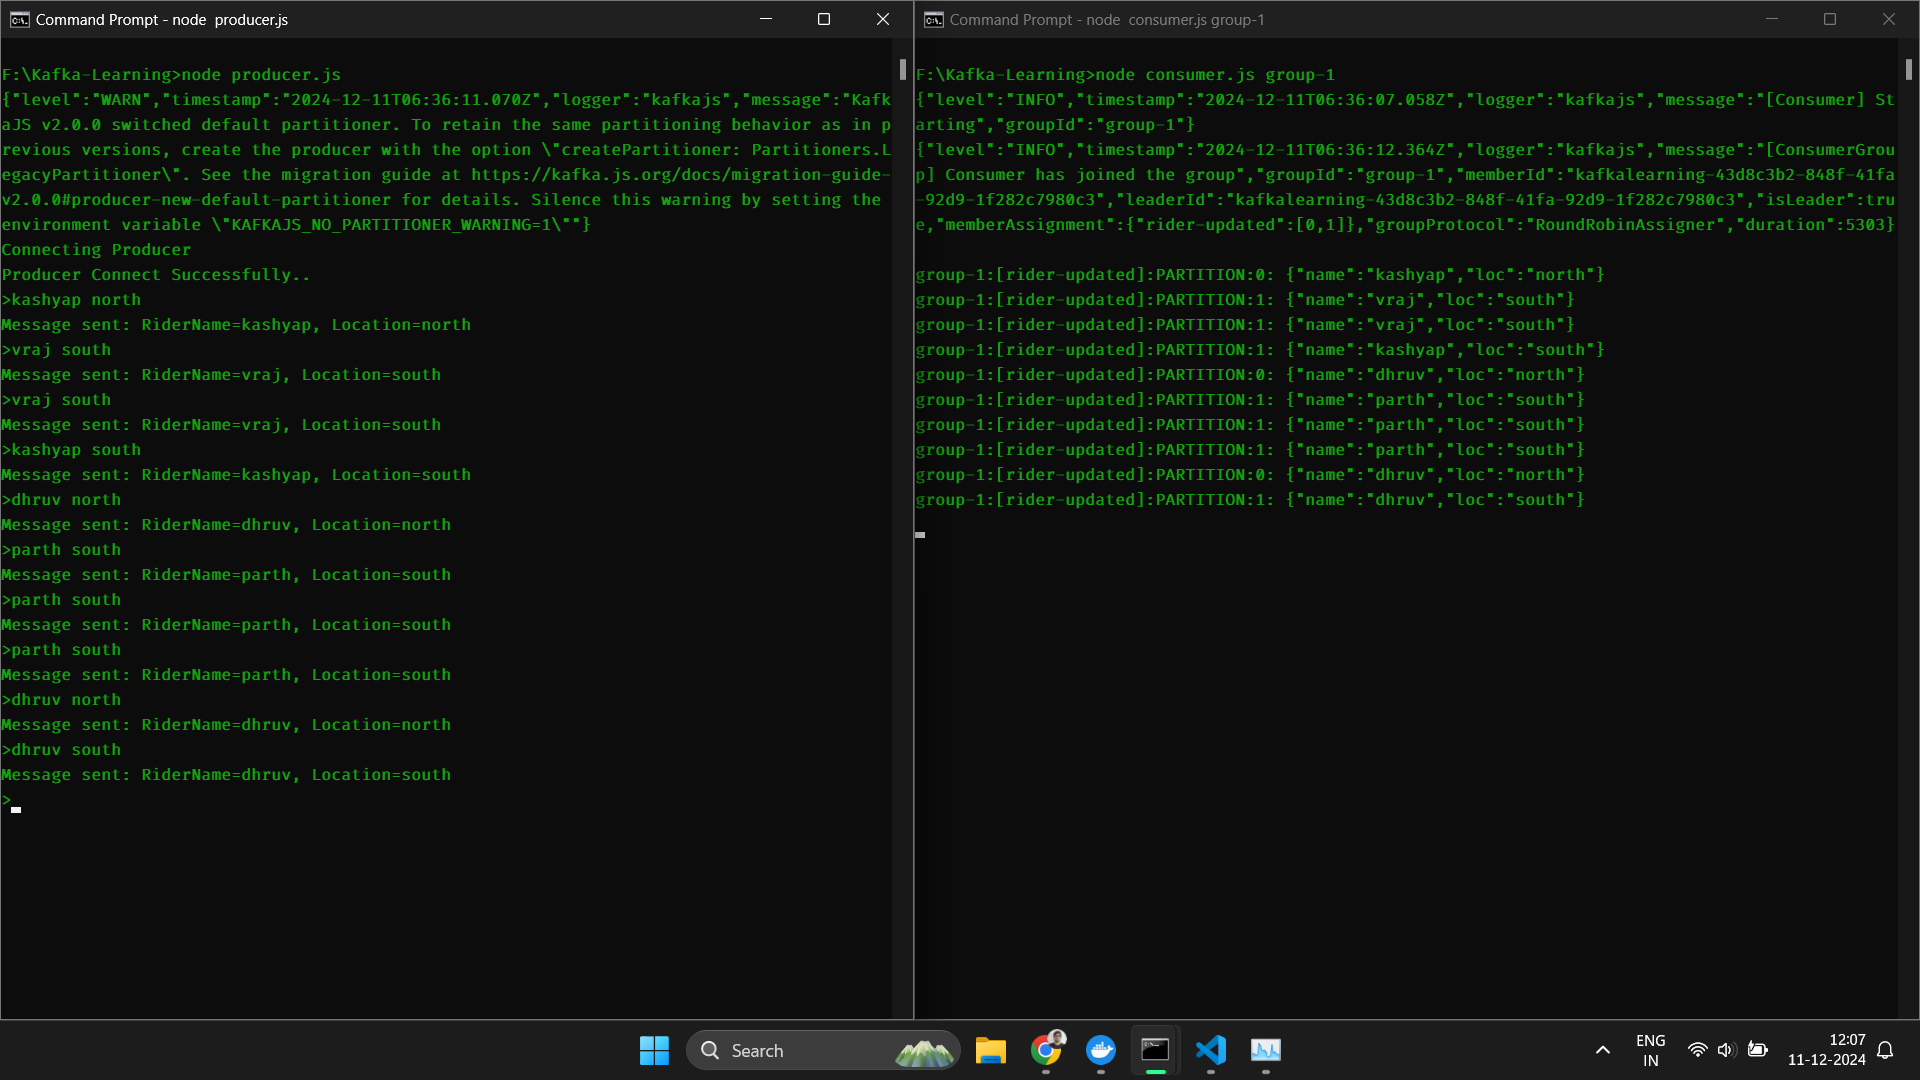 Command Prompt - node  producer.js
F:\Kafka-Learning>node producer.js
{"level":"WARN","timestamp":"2024-12-11T06:36:11.070Z","logger":"kafkajs","message":"Kafk
aJS v2.0.0 switched default partitioner. To retain the same partitioning behavior as in p
revious versions, create the producer with the option \"createPartitioner: Partitioners.L
egacyPartitioner\". See the migration guide at https://kafka.js.org/docs/migration-guide-
v2.0.0#producer-new-default-partitioner for details. Silence this warning by setting the
environment variable \"KAFKAJS_NO_PARTITIONER_WARNING=1\""}
Connecting Producer
Producer Connect Successfully..
>kashyap north
Message sent: RiderName=kashyap, Location=north
>vraj south
Message sent: RiderName=vraj, Location=south
>vraj south
Message sent: RiderName=vraj, Location=south
>kashyap south
Message sent: RiderName=kashyap, Location=south
>dhruv north
Message sent: RiderName=dhruv, Location=north
>parth south
Message sent: RiderName=parth, Location=south
>parth south
Message sent: RiderName=parth, Location=south
>parth south
Message sent: RiderName=parth, Location=south
>dhruv north
Message sent: RiderName=dhruv, Location=north
>dhruv south
Message sent: RiderName=dhruv, Location=south
>
Command Prompt - node  consumer.js group-1
F:\Kafka-Learning>node consumer.js group-1
{"level":"INFO","timestamp":"2024-12-11T06:36:07.058Z","logger":"kafkajs","message":"[Consumer] St
arting","groupId":"group-1"}
{"level":"INFO","timestamp":"2024-12-11T06:36:12.364Z","logger":"kafkajs","message":"[ConsumerGrou
p] Consumer has joined the group","groupId":"group-1","memberId":"kafkalearning-43d8c3b2-848f-41fa
-92d9-1f282c7980c3","leaderId":"kafkalearning-43d8c3b2-848f-41fa-92d9-1f282c7980c3","isLeader":tru
e,"memberAssignment":{"rider-updated":[0,1]},"groupProtocol":"RoundRobinAssigner","duration":5303}
group-1:[rider-updated]:PARTITION:0: {"name":"kashyap","loc":"north"}
group-1:[rider-updated]:PARTITION:1: {"name":"vraj","loc":"south"}
group-1:[rider-updated]:PARTITION:1: {"name":"vraj","loc":"south"}
group-1:[rider-updated]:PARTITION:1: {"name":"kashyap","loc":"south"}
group-1:[rider-updated]:PARTITION:0: {"name":"dhruv","loc":"north"}
group-1:[rider-updated]:PARTITION:1: {"name":"parth","loc":"south"}
group-1:[rider-updated]:PARTITION:1: {"name":"parth","loc":"south"}
group-1:[rider-updated]:PARTITION:1: {"name":"parth","loc":"south"}
group-1:[rider-updated]:PARTITION:0: {"name":"dhruv","loc":"north"}
group-1:[rider-updated]:PARTITION:1: {"name":"dhruv","loc":"south"}
Search
ENG
IN
12:07
11-12-2024